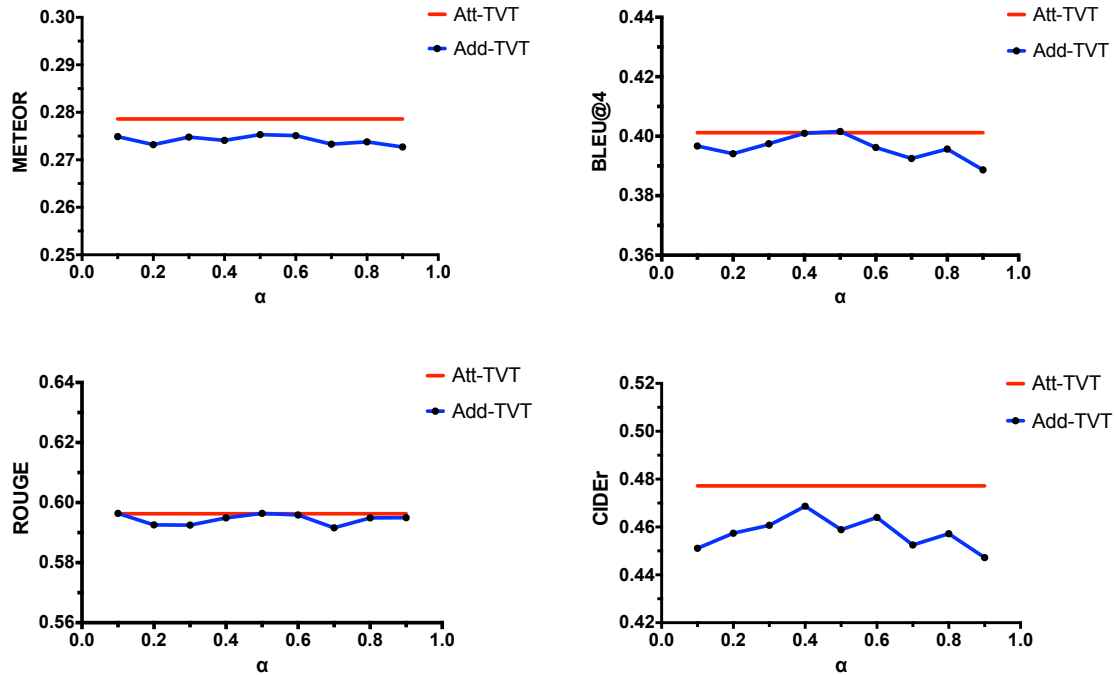 METEOR
0.30
0.29
0.28
0.27
0.26
0.25
0.0 0.2 0.4 0.6 0.8 1.0
α
Att-TVT
Add-TVT
BLEU@4
0.44
0.42
0.40
0.38
0.36
0.0 0.2 0.4 0.6 0.8 1.0
α
Att-TVT
Add-TVT
ROUGE
0.64
0.62
0.60
0.58
0.56
0.0 0.2 0.4 0.6 0.8 1.0
α
Att-TVT
Add-TVT
CIDEr
0.52
0.50
0.48
0.46
0.44
0.42
0.0 0.2 0.4 0.6 0.8 1.0
α
Att-TVT
Add-TVT